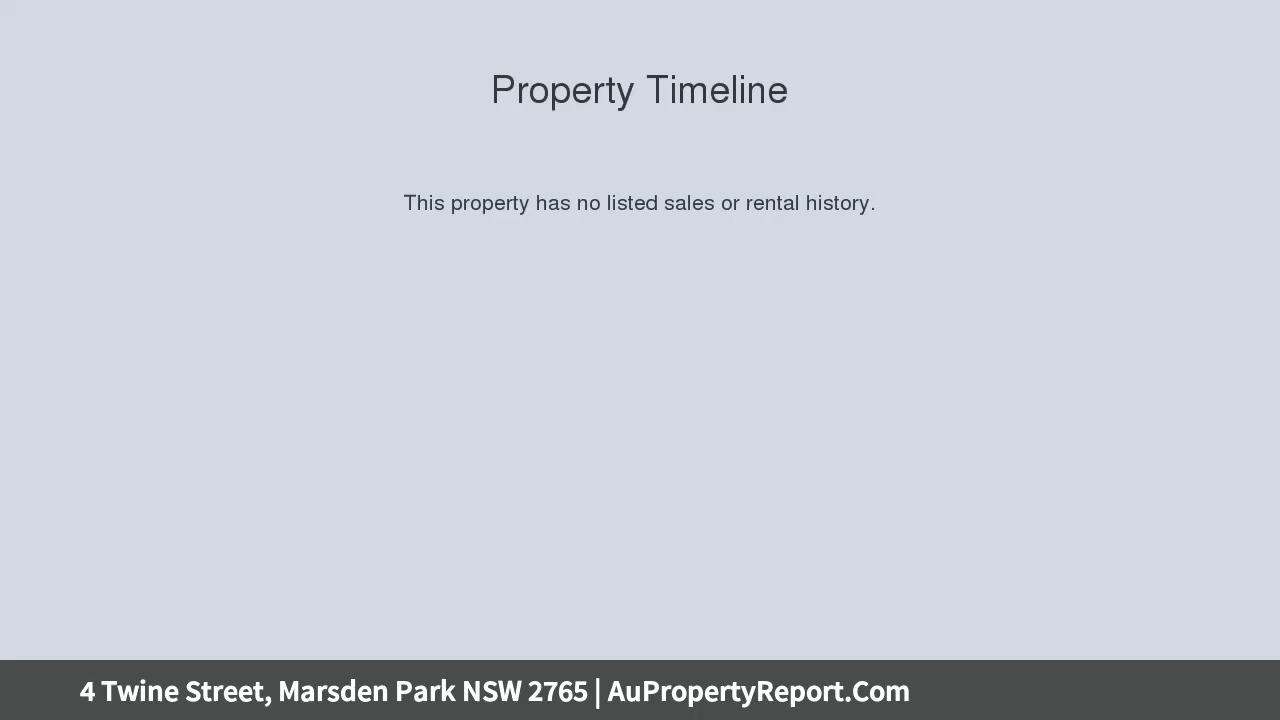 Property Timeline
This property has no listed sales or rental history.
4 Twine Street, Marsden Park NSW 2765 | AuPropertyReport.Com